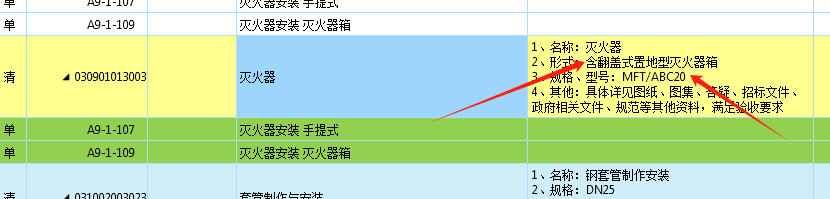 单 A9-1-107 灭火器安装 手提式
单 A9-1-109 灭火器安装 灭火器箱
清 030901013003 灭火器 1、名称：灭火器
2、形式：含翻盖式置地型灭火器箱
3、规格、型号：MFT/ABC20
4、其他：具体详见图纸、图集、答疑、招标文件、
政府相关文件、规范等其他资料，满足验收要求
单 A9-1-107 灭火器安装 手提式
单 A9-1-109 灭火器安装 灭火器箱
清 031002003023 套管制作与安装 1、名称：钢套管制作安装
2、规格：DN25